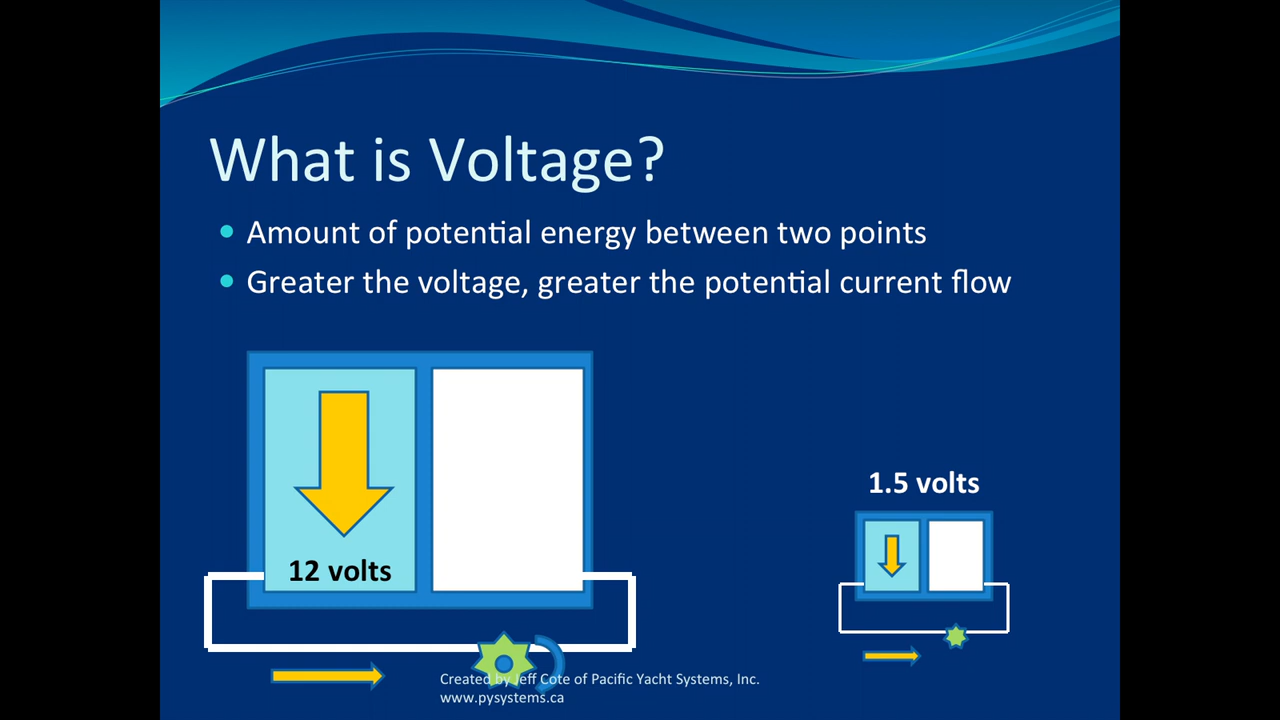 What is Voltage?
Amount of potential energy between two points
Greater the voltage, greater the potential current flow
1.5 volts
12 volts
Created by Jeff Cote of Pacific Yacht Systems, Inc.
www.pysystems.ca